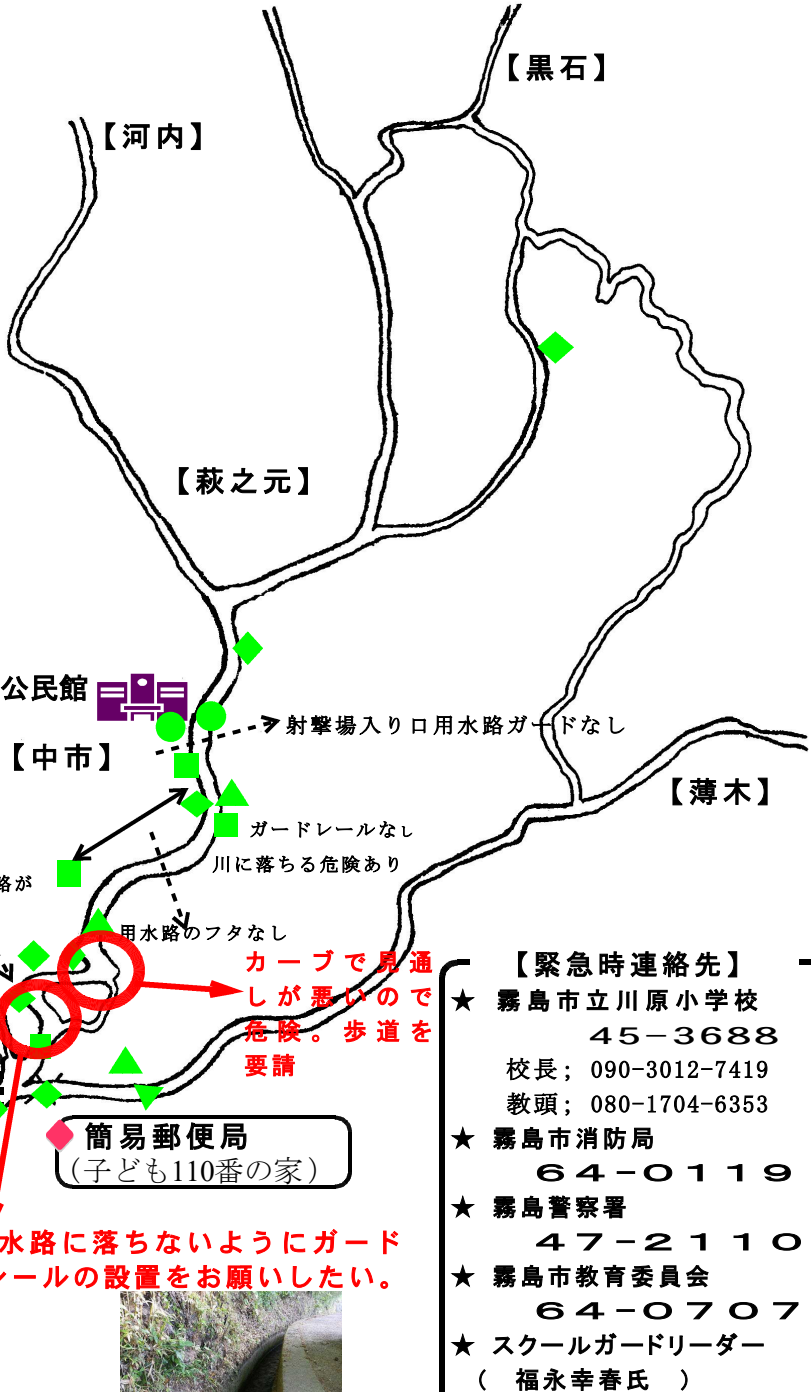 【黒石】
【河内】
【萩之元】
公民館
射撃場入り口用水路ガードなし
【中市】
【薄木】
ガードレールなし
川に落ちる危険あり
路が
用水路のフタなし
カーブで見通
しが悪いので
危険。歩道を
要請
簡易郵便局
(子ども110番の家)
水路に落ちないようにガード
レールの設置をお願いしたい。
【緊急時連絡先】
★ 霧島市立川原小学校
45-3688
校長; 090-3012-7419
教頭; 080-1704-6353
★ 霧島市消防局
64-0119
★ 霧島警察署
47-2110
★ 霧島市教育委員会
64-0707
★ スクールガードリーダー
( 福永幸春氏 )